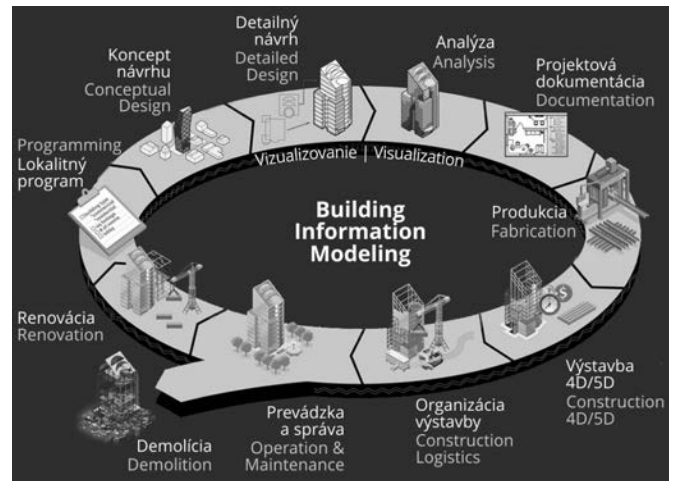 Detailný
návrh
Detailed
Design
Koncept
návrhu
Conceptual
Design
Analýza
Analysis
Projektová
dokumentácia
Documentation
Programming
Lokalitný
program
Vizualizovanie | Visualization
Building
Information
Modeling
Produkcia
Fabrication
Renovácia
Renovation
Výstavba
4D/5D
Construction
4D/5D
Organizácia
výstavby
Construction
Logistics
Prevádzka
a správa
Operation &
Maintenance
Demolícia
Demolition
$